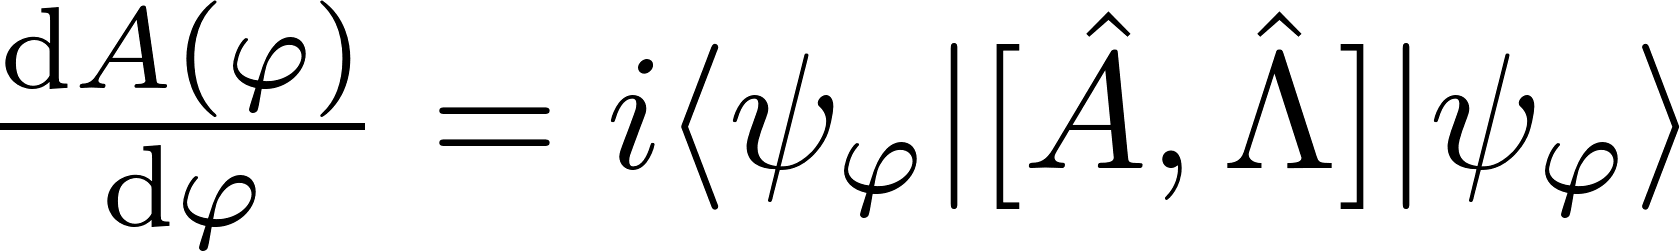 dA(φ)/dφ = i⟨ψ_φ|[Â, Λ̂]|ψ_φ⟩